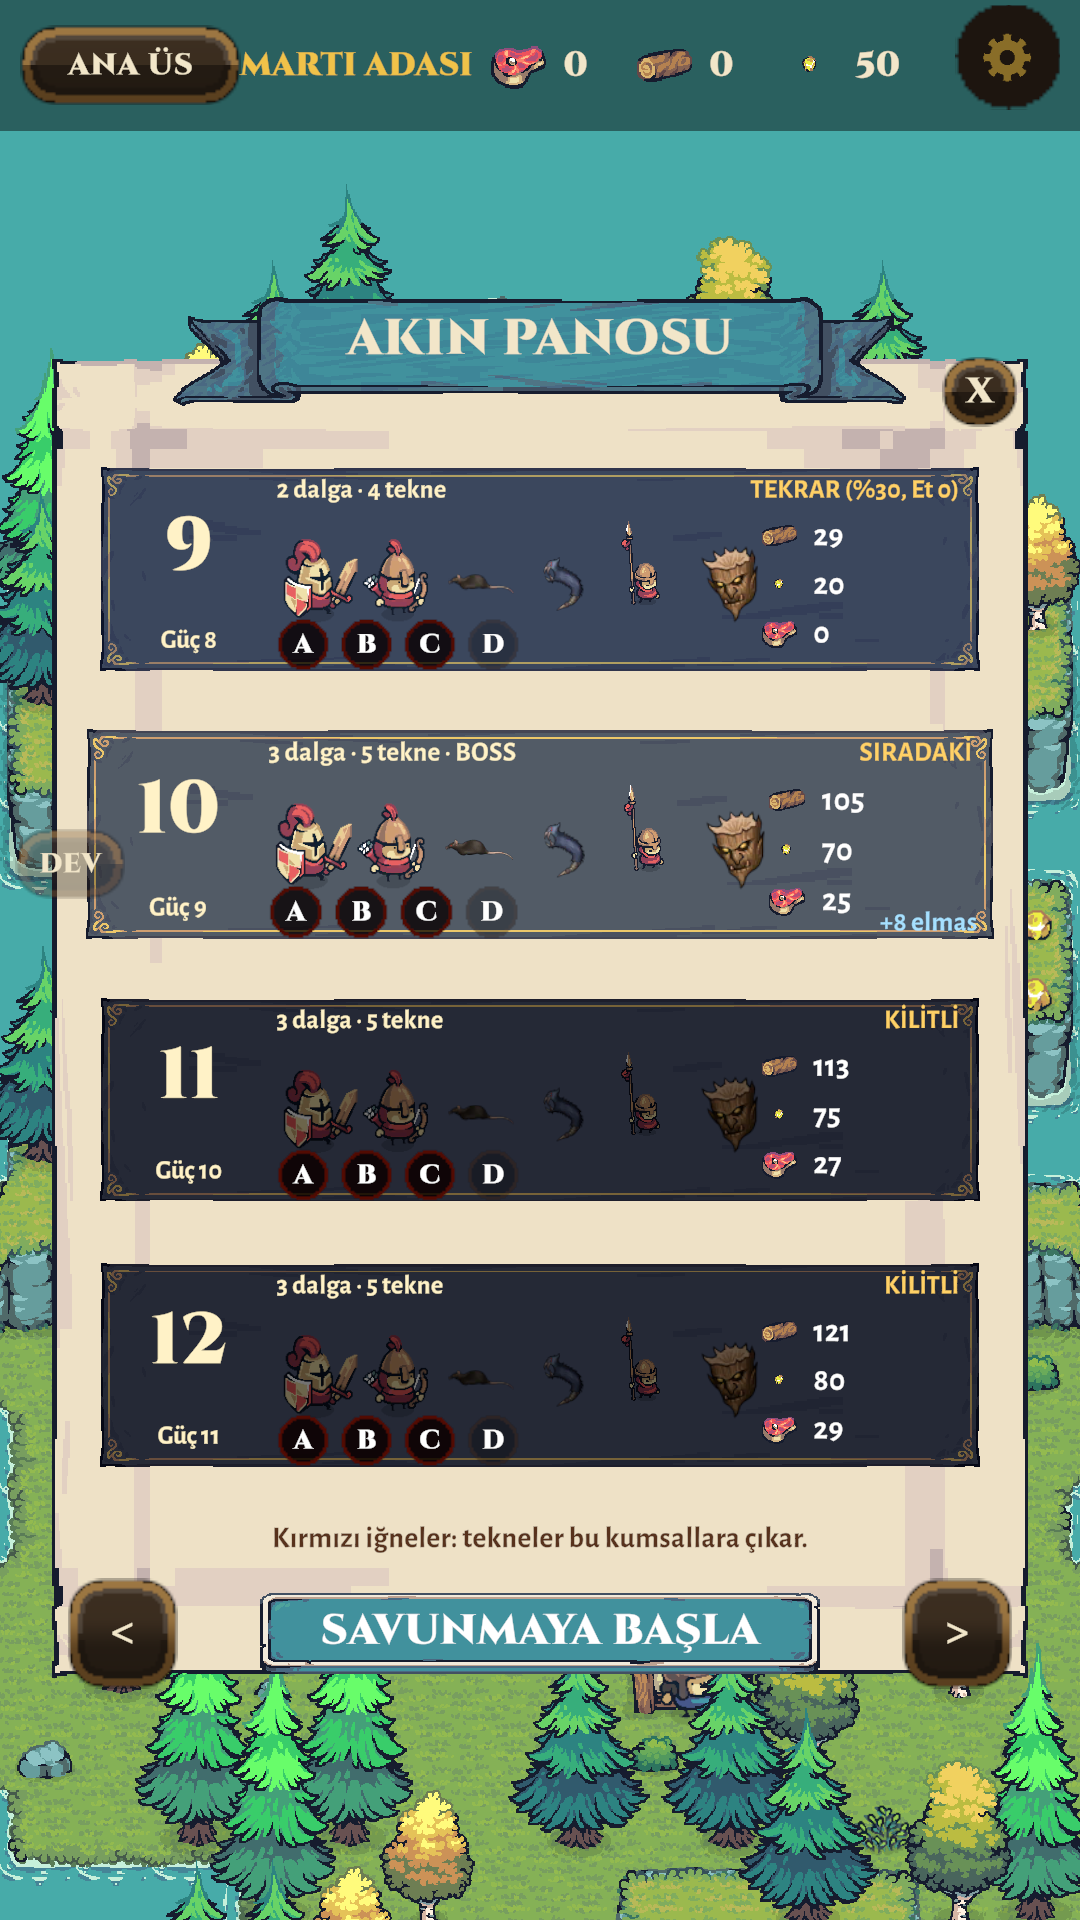 ANA ÜS MARTI ADASI 0 0 50
AKIN PANOSU
X
2 dalga · 4 tekne TEKRAR (%30, Et 0)
9
29
20
Güç 8
0
A B C D
3 dalga · 5 tekne · BOSS SIRADAKİ
10
105
70
Güç 9
25
A B C D
+8 elmas
DEV
3 dalga · 5 tekne KİLİTLİ
11
113
75
Güç 10
27
A B C D
3 dalga · 5 tekne KİLİTLİ
12
121
80
Güç 11
29
A B C D
Kırmızı iğneler: tekneler bu kumsallara çıkar.
< SAVUNMAYA BAŞLA >